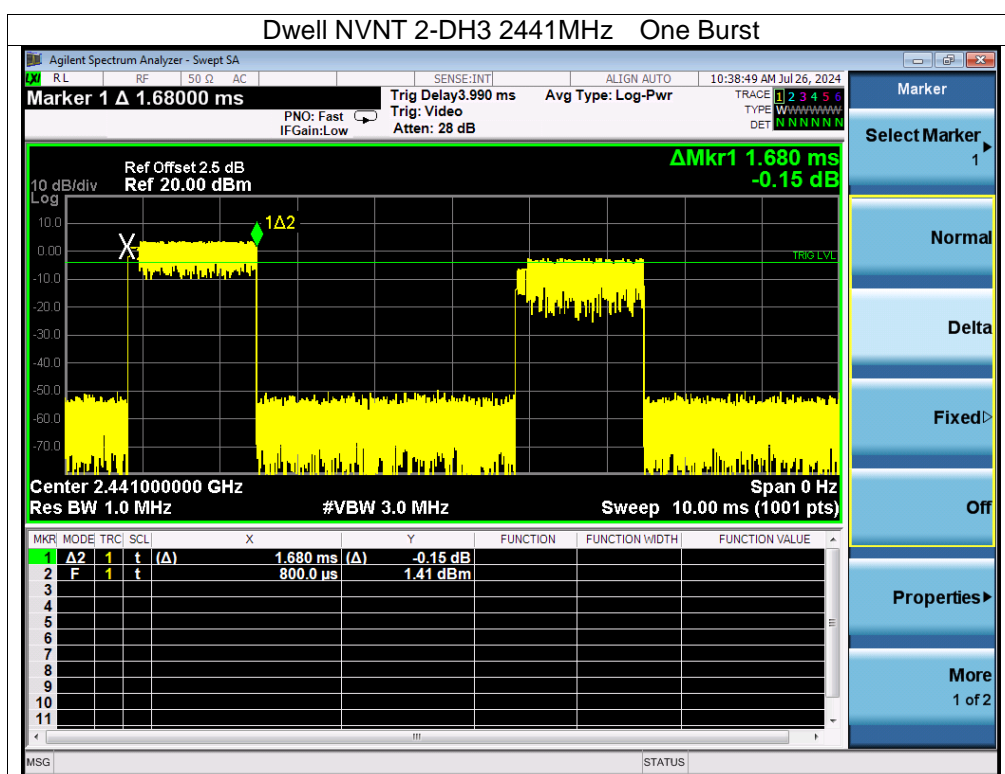 Dwell NVNT 2-DH3 2441MHz One Burst
Agilent Spectrum Analyzer - Swept SA
LXI RL RF 50 Ω AC SENSE:INT ALIGN AUTO 10:38:49 AM Jul 26, 2024
Marker 1 Δ 1.68000 ms
PNO: Fast
IFGain:Low
Trig Delay3.990 ms
Trig: Video
Atten: 28 dB
Avg Type: Log-Pwr
TRACE 1 2 3 4 5 6
TYPE WWWWWW
DET N N N N N N
ΔMkr1 1.680 ms
-0.15 dB
Ref Offset 2.5 dB
10 dB/div Ref 20.00 dBm
Log
10.0
0.00
-10.0
-20.0
-30.0
-40.0
-50.0
-60.0
-70.0
1Δ2
TRIG LVL
Center 2.441000000 GHz Span 0 Hz
Res BW 1.0 MHz #VBW 3.0 MHz Sweep 10.00 ms (1001 pts)
MKR MODE TRC SCL X Y FUNCTION FUNCTION WIDTH FUNCTION VALUE
1 Δ2 1 t (Δ) 1.680 ms (Δ) -0.15 dB
2 F 1 t 800.0 µs 1.41 dBm
3
4
5
6
7
8
9
10
11
MSG STATUS
Marker
Select Marker
1
Normal
Delta
Fixed
Off
Properties
More
1 of 2